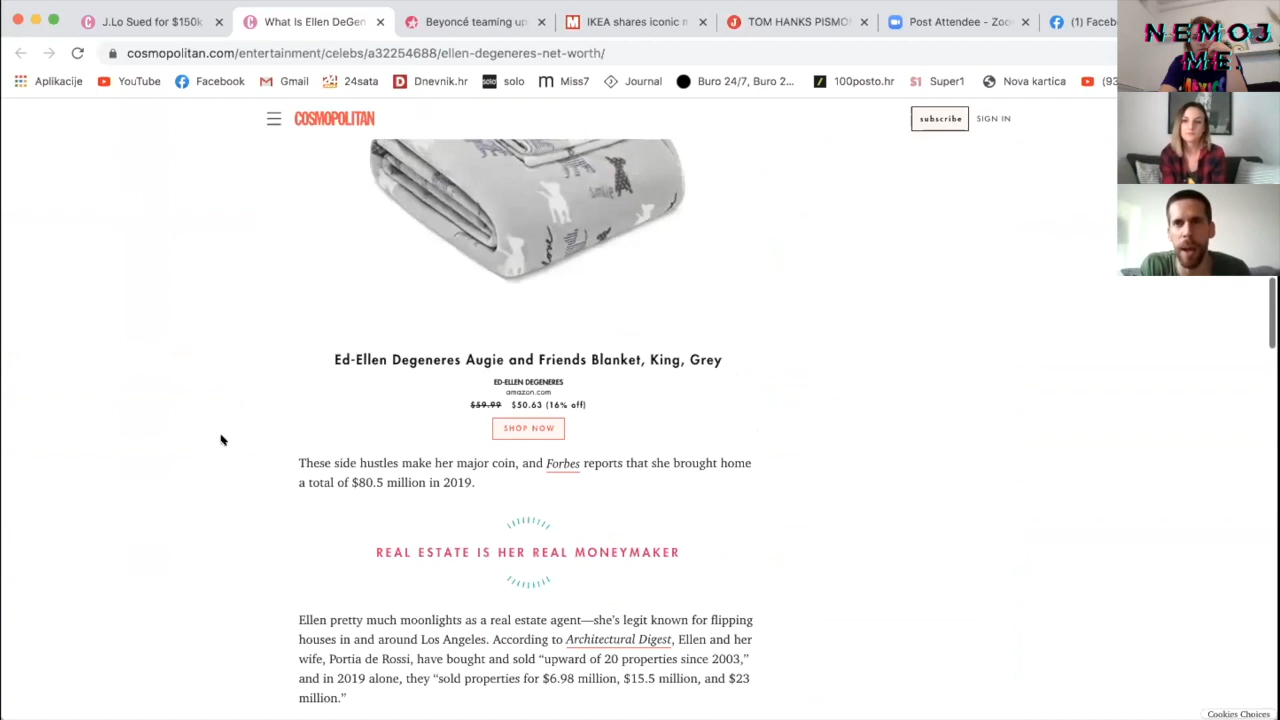 J.Lo Sued for $150k
What Is Ellen DeGen
Beyoncé teaming up
IKEA shares iconic m
TOM HANKS PISMO
Post Attendee - Zoo
(1) Faceb
cosmopolitan.com/entertainment/celebs/a32254688/ellen-degeneres-net-worth/
Aplikacije YouTube Facebook Gmail 24sata Dnevnik.hr solo solo Miss7 Journal Buro 24/7, Buro 2... 100posto.hr Super1 Nova kartica (93
NEMOJ
ME.
COSMOPOLITAN
subscribe
SIGN IN
Smile
love
Ed-Ellen Degeneres Augie and Friends Blanket, King, Grey
ED-ELLEN DEGENERES
amazon.com
$59.99 $50.63 (16% off)
SHOP NOW
These side hustles make her major coin, and Forbes reports that she brought home
a total of $80.5 million in 2019.
REAL ESTATE IS HER REAL MONEYMAKER
Ellen pretty much moonlights as a real estate agent—she's legit known for flipping
houses in and around Los Angeles. According to Architectural Digest, Ellen and her
wife, Portia de Rossi, have bought and sold “upward of 20 properties since 2003,”
and in 2019 alone, they “sold properties for $6.98 million, $15.5 million, and $23
million.”
Cookies Choices